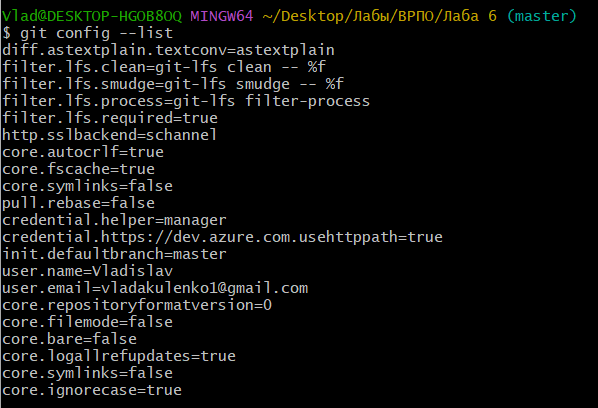 Vlad@DESKTOP-HGOB8OQ MINGW64 ~/Desktop/Лабы/ВРПО/Лаба 6 (master)
$ git config --list
diff.astextplain.textconv=astextplain
filter.lfs.clean=git-lfs clean -- %f
filter.lfs.smudge=git-lfs smudge -- %f
filter.lfs.process=git-lfs filter-process
filter.lfs.required=true
http.sslbackend=schannel
core.autocrlf=true
core.fscache=true
core.symlinks=false
pull.rebase=false
credential.helper=manager
credential.https://dev.azure.com.usehttppath=true
init.defaultbranch=master
user.name=Vladislav
user.email=vladakulenko1@gmail.com
core.repositoryformatversion=0
core.filemode=false
core.bare=false
core.logallrefupdates=true
core.symlinks=false
core.ignorecase=true